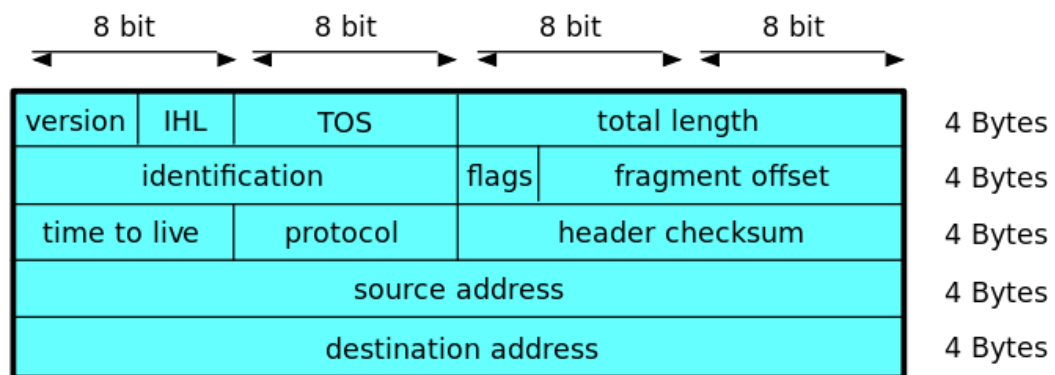 8 bit 8 bit 8 bit 8 bit
version IHL TOS total length 4 Bytes
identification flags fragment offset 4 Bytes
time to live protocol header checksum 4 Bytes
source address 4 Bytes
destination address 4 Bytes